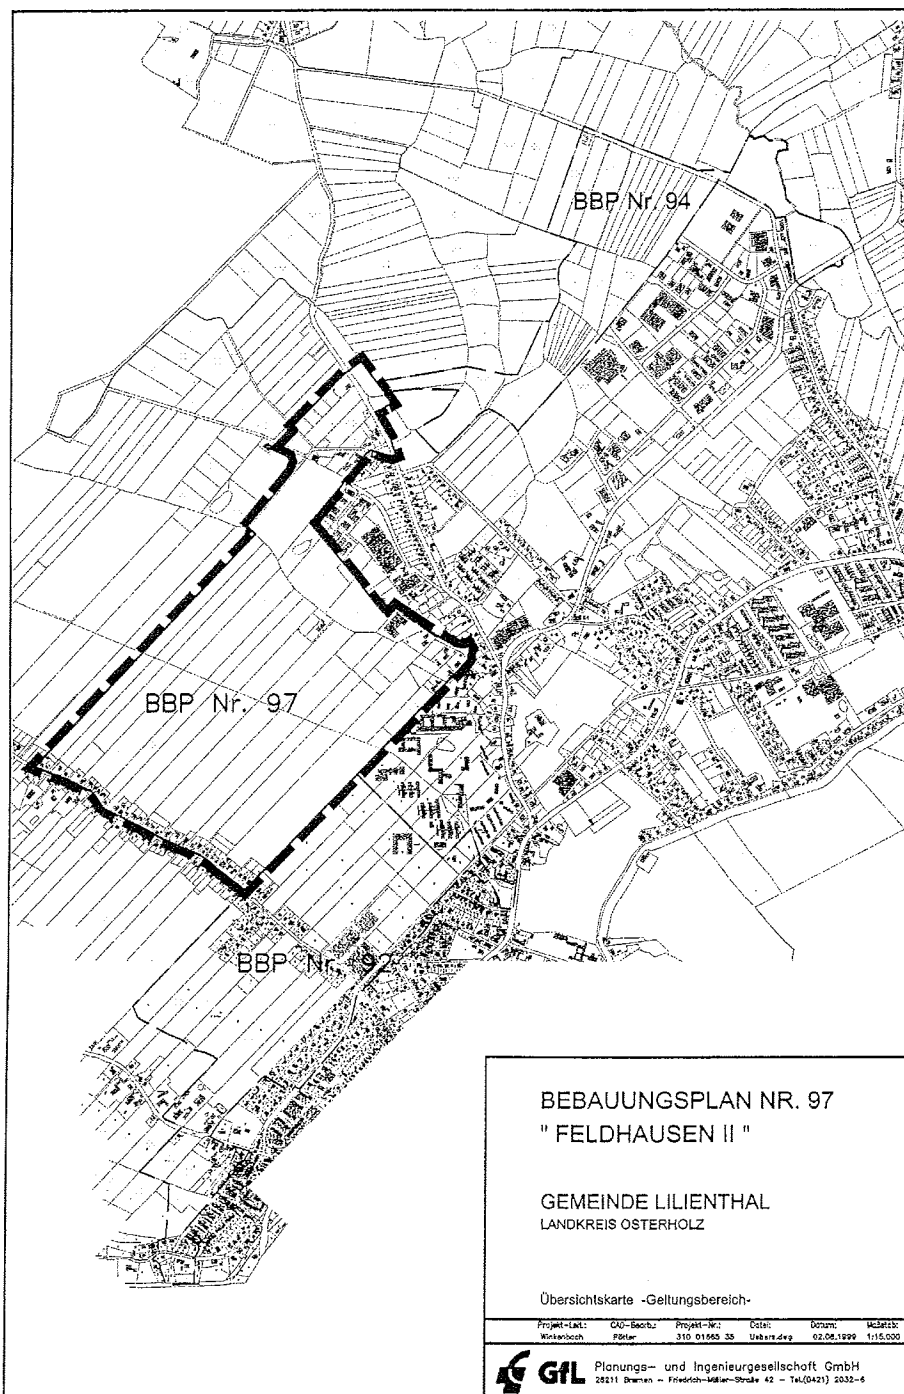 BBP Nr. 94
BBP Nr. 97
BBP Nr. 92
BEBAUUNGSPLAN NR. 97
" FELDHAUSEN II "
GEMEINDE LILIENTHAL
LANDKREIS OSTERHOLZ
Übersichtskarte -Geltungsbereich-
Projekt-Leit.: CAD-Bearb.: Projekt-Nr.: Datei: Datum: Maßstab:
Winkenbach 310 01565 35 Uebers.dwg 02.06.1999 1:15.000
GfL Planungs- und Ingenieurgesellschaft GmbH
28211 Bremen - Friedrich-Mißler-Straße 42 - Tel.(0421) 2032-6